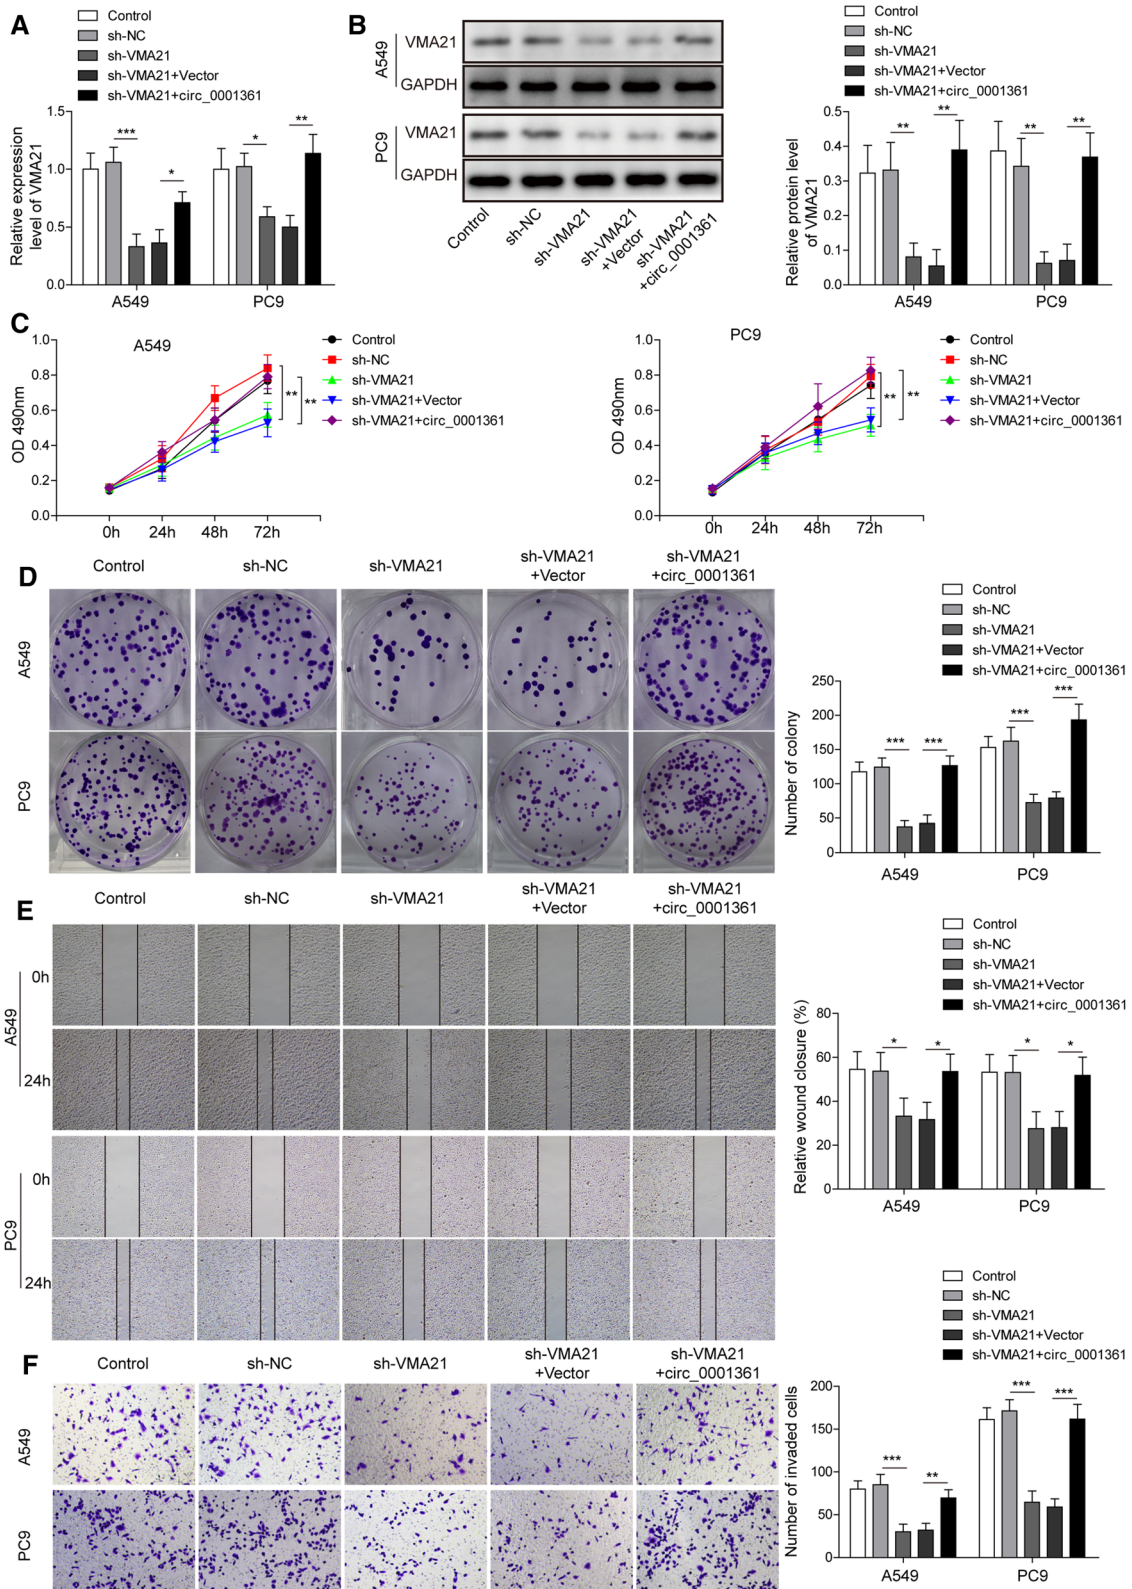 A
Control
sh-NC
sh-VMA21
sh-VMA21+Vector
sh-VMA21+circ_0001361
Relative expression
level of VMA21
1.5
1.0
0.5
0.0
***
*
*
**
A549
PC9
B
A549
VMA21
GAPDH
PC9
VMA21
GAPDH
Control
sh-NC
sh-VMA21
sh-VMA21
+Vector
sh-VMA21
+circ_0001361
Control
sh-NC
sh-VMA21
sh-VMA21+Vector
sh-VMA21+circ_0001361
Relative protein level
of VMA21
0.5
0.4
0.3
0.2
0.1
0.0
**
**
**
**
A549
PC9
C
A549
OD 490nm
1.0
0.8
0.6
0.4
0.2
0.0
0h
24h
48h
72h
**
**
Control
sh-NC
sh-VMA21
sh-VMA21+Vector
sh-VMA21+circ_0001361
PC9
OD 490nm
1.0
0.8
0.6
0.4
0.2
0.0
0h
24h
48h
72h
**
**
Control
sh-NC
sh-VMA21
sh-VMA21+Vector
sh-VMA21+circ_0001361
D
Control
sh-NC
sh-VMA21
sh-VMA21
+Vector
sh-VMA21
+circ_0001361
A549
PC9
Control
sh-NC
sh-VMA21
sh-VMA21+Vector
sh-VMA21+circ_0001361
Number of colony
250
200
150
100
50
0
***
***
***
***
A549
PC9
E
Control
sh-NC
sh-VMA21
sh-VMA21
+Vector
sh-VMA21
+circ_0001361
A549
0h
24h
PC9
0h
24h
Control
sh-NC
sh-VMA21
sh-VMA21+Vector
sh-VMA21+circ_0001361
Relative wound closure (%)
80
60
40
20
0
*
*
*
*
A549
PC9
F
Control
sh-NC
sh-VMA21
sh-VMA21
+Vector
sh-VMA21
+circ_0001361
A549
PC9
Control
sh-NC
sh-VMA21
sh-VMA21+Vector
sh-VMA21+circ_0001361
Number of invaded cells
200
150
100
50
0
***
**
***
***
A549
PC9